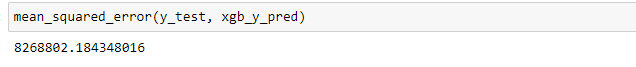 mean_squared_error(y_test, xgb_y_pred)
8268802.184348016